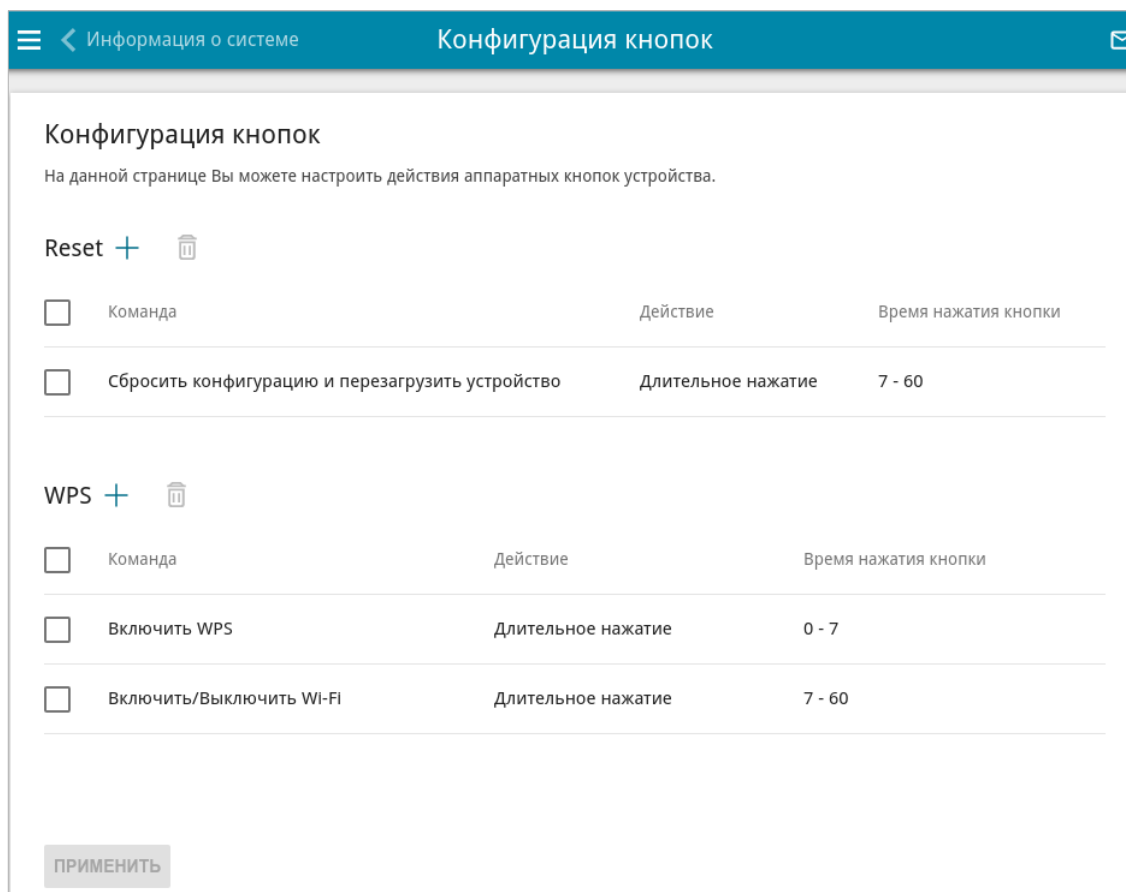 Информация о системе Конфигурация кнопок
Конфигурация кнопок
На данной странице Вы можете настроить действия аппаратных кнопок устройства.
Reset
Команда Действие Время нажатия кнопки
Сбросить конфигурацию и перезагрузить устройство Длительное нажатие 7 - 60
WPS
Команда Действие Время нажатия кнопки
Включить WPS Длительное нажатие 0 - 7
Включить/Выключить Wi-Fi Длительное нажатие 7 - 60
ПРИМЕНИТЬ